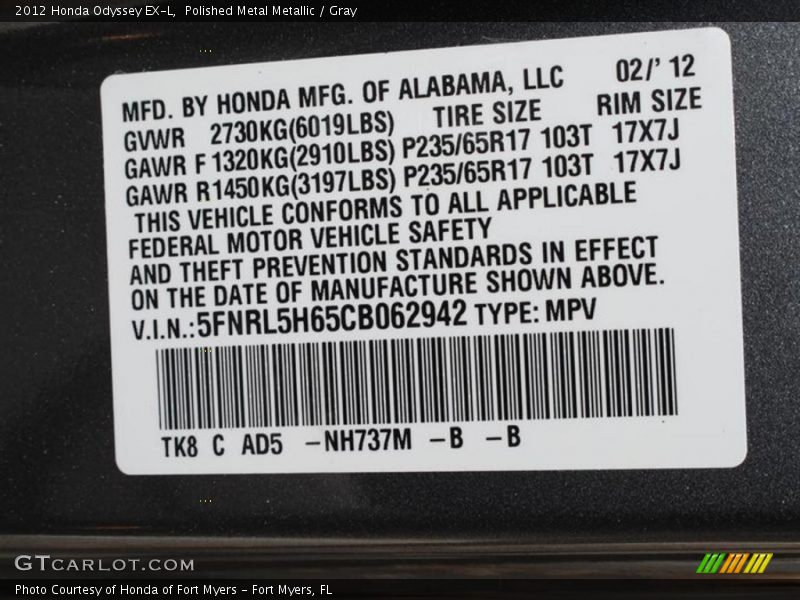 2012 Honda Odyssey EX-L, Polished Metal Metallic / Gray
MFD. BY HONDA MFG. OF ALABAMA, LLC 02/' 12
GVWR 2730KG(6019LBS) TIRE SIZE RIM SIZE
GAWR F 1320KG(2910LBS) P235/65R17 103T 17X7J
GAWR R1450KG(3197LBS) P235/65R17 103T 17X7J
THIS VEHICLE CONFORMS TO ALL APPLICABLE
FEDERAL MOTOR VEHICLE SAFETY
AND THEFT PREVENTION STANDARDS IN EFFECT
ON THE DATE OF MANUFACTURE SHOWN ABOVE.
V.I.N.:5FNRL5H65CB062942 TYPE: MPV
TK8 C AD5 -NH737M -B -B
GTCARLOT.COM
Photo Courtesy of Honda of Fort Myers - Fort Myers, FL